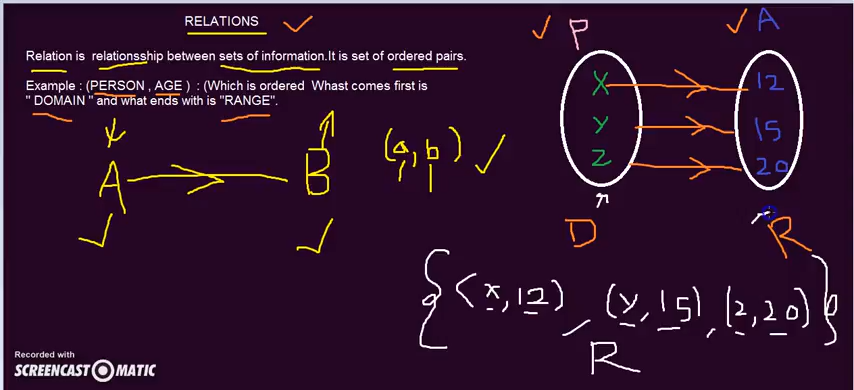 RELATIONS
Relation is relationsship between sets of information.It is set of ordered pairs.
Example : (PERSON , AGE ) : (Which is ordered Whast comes first is
" DOMAIN " and what ends with is "RANGE".
A B
(a, b)
P A
X 12
Y 15
Z 20
D R
{(x,12), (y,15), (z,20)}
R
Recorded with
SCREENCAST MATIC